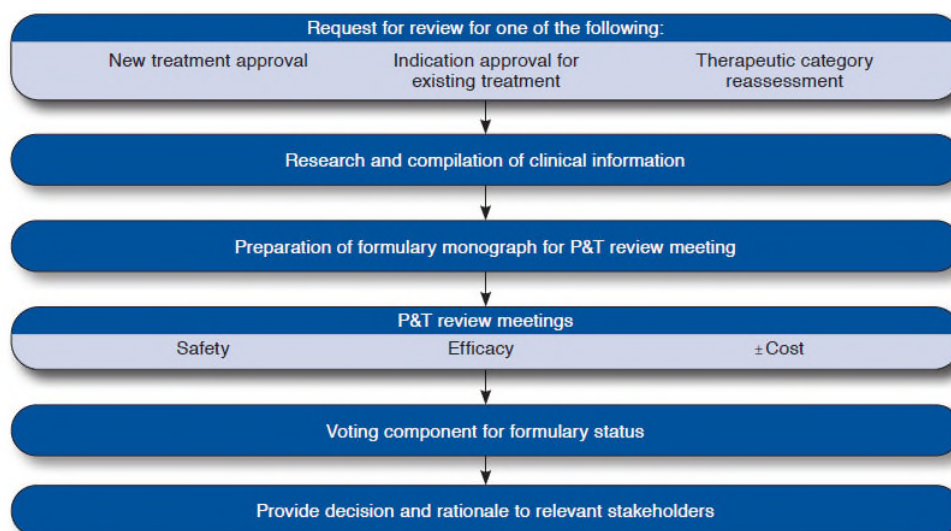 Request for review for one of the following:
New treatment approval
Indication approval for
existing treatment
Therapeutic category
reassessment
Research and compilation of clinical information
Preparation of formulary monograph for P&T review meeting
P&T review meetings
Safety
Efficacy
±Cost
Voting component for formulary status
Provide decision and rationale to relevant stakeholders